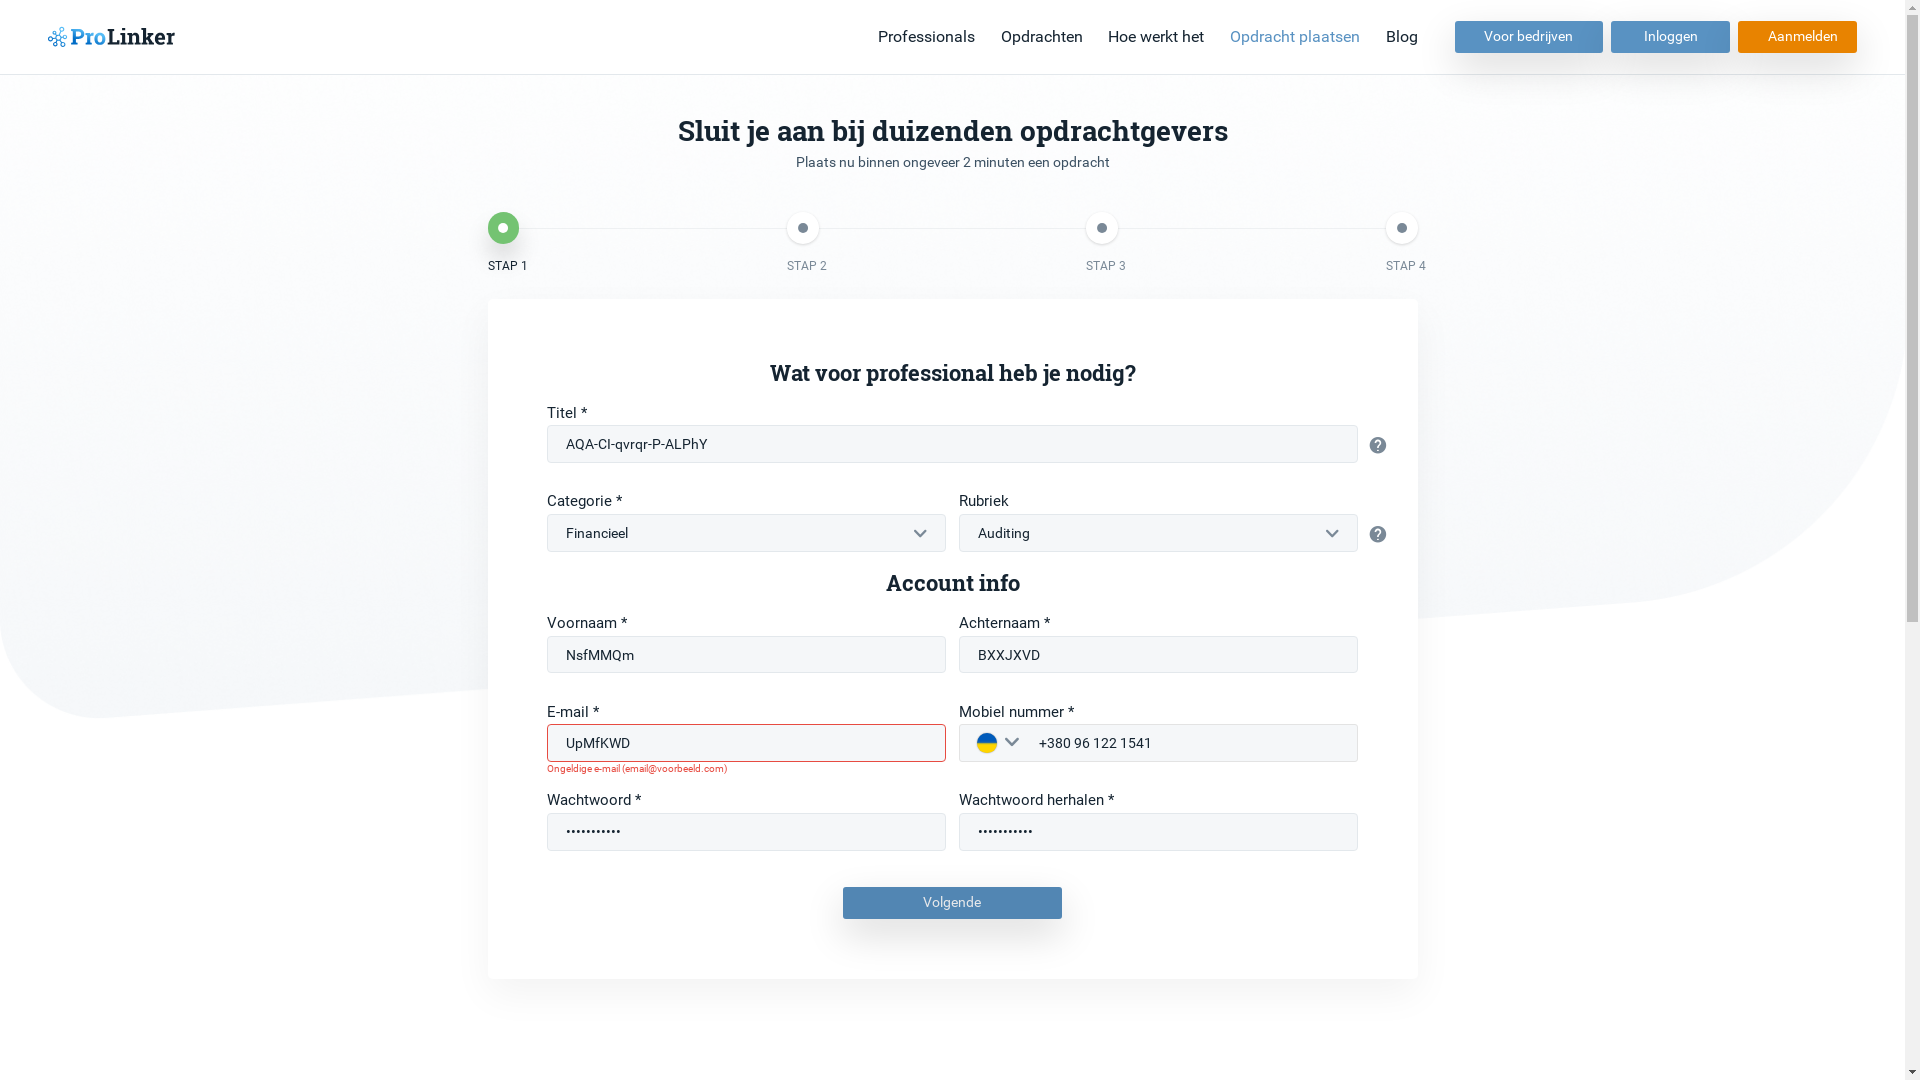 ProLinker
Professionals Opdrachten Hoe werkt het Opdracht plaatsen Blog Voor bedrijven Inloggen Aanmelden
Sluit je aan bij duizenden opdrachtgevers
Plaats nu binnen ongeveer 2 minuten een opdracht
STAP 1 STAP 2 STAP 3 STAP 4
Wat voor professional heb je nodig?
Titel *
AQA-CI-qvrqr-P-ALPhY
Categorie * Rubriek
Financieel Auditing
Account info
Voornaam * Achternaam *
NsfMMQm BXXJXVD
E-mail * Mobiel nummer *
UpMfKWD +380 96 122 1541
Ongeldige e-mail (email@voorbeeld.com)
Wachtwoord * Wachtwoord herhalen *
••••••••••• •••••••••••
Volgende